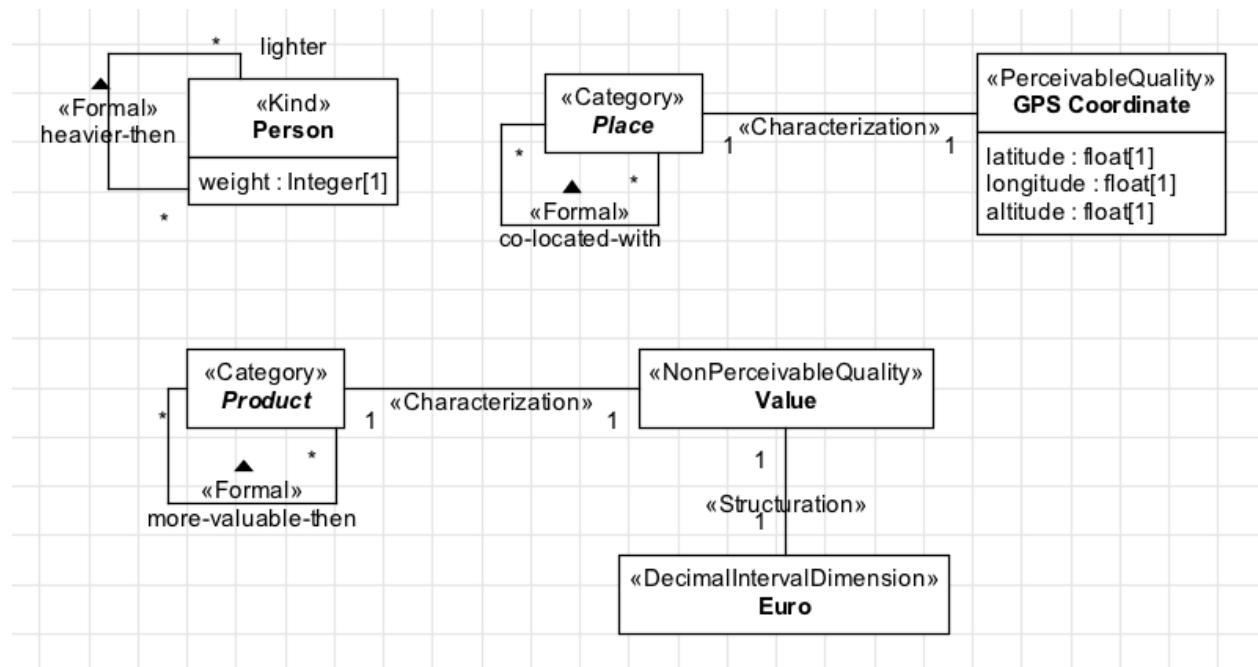 * lighter
«Formal»
heavier-then
«Kind»
Person
weight : Integer[1]
*
«Category»
Place
* *
«Formal»
co-located-with
1 «Characterization» 1
«PerceivableQuality»
GPS Coordinate
latitude : float[1]
longitude : float[1]
altitude : float[1]
«Category»
Product
* *
«Formal»
more-valuable-then
1 «Characterization» 1
«NonPerceivableQuality»
Value
1
«Structuration»
1
«DecimalIntervalDimension»
Euro